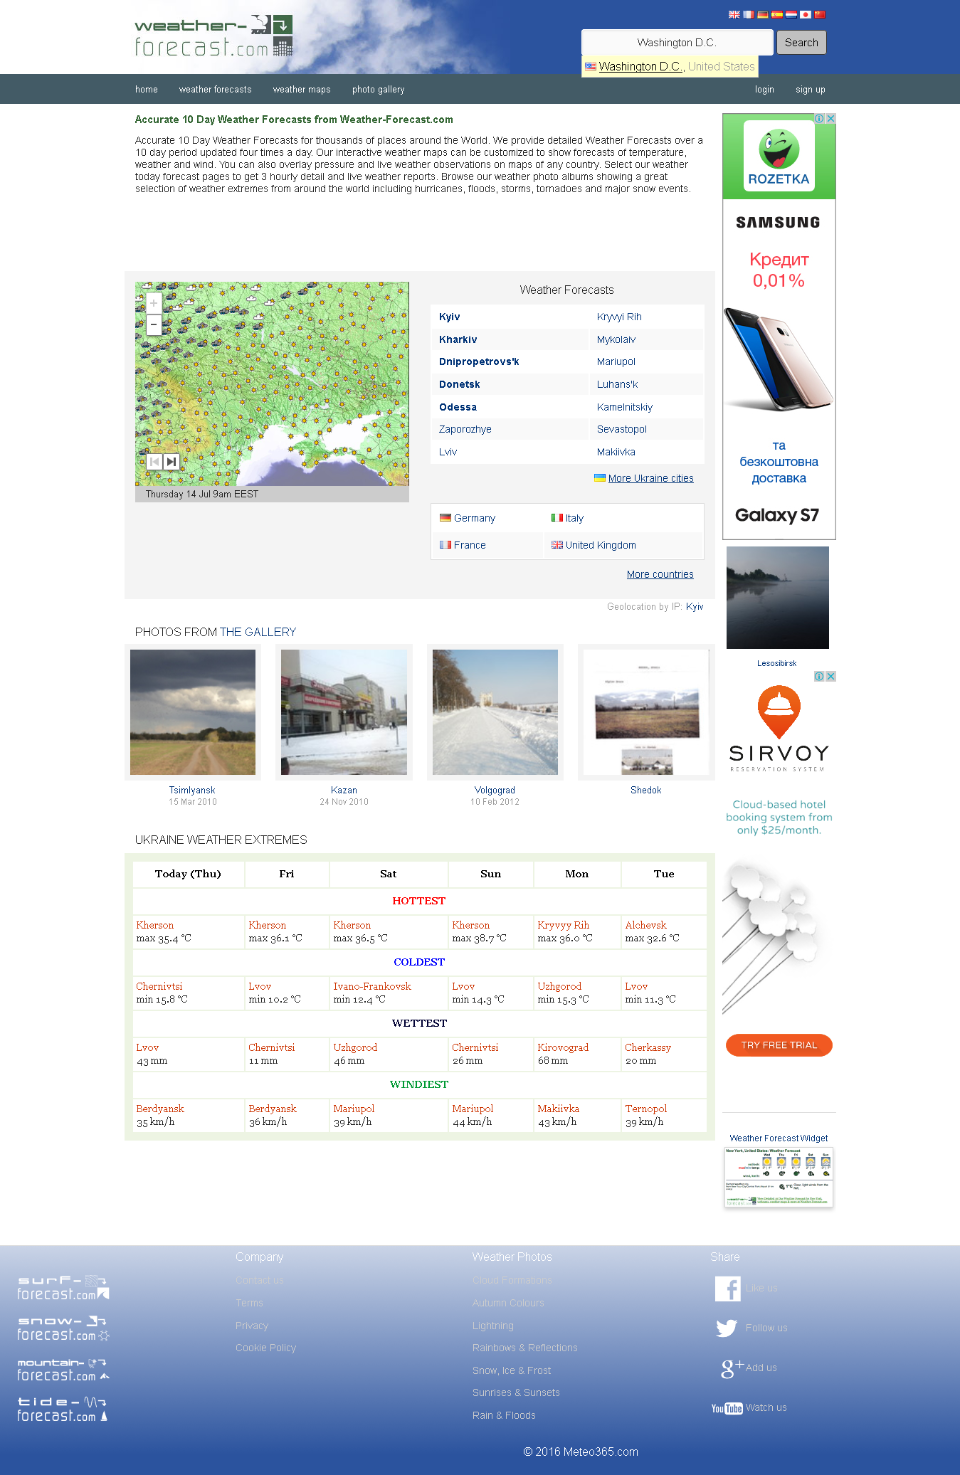 weather-
forecast.com
Washington D.C.
Search
Washington D.C., United States
home
weather forecasts
weather maps
photo gallery
login
sign up
Accurate 10 Day Weather Forecasts from Weather-Forecast.com
Accurate 10 Day Weather Forecasts for thousands of places around the World. We provide detailed Weather Forecasts over a
10 day period updated four times a day. Our interactive weather maps can be customized to show forecasts of temperature,
weather and wind. You can also overlay pressure and live weather observations on maps of any country. Select our weather
today forecast pages to get 3 hourly detail and live weather reports. Browse our weather photo albums showing a great
selection of weather extremes from around the world including hurricanes, floods, storms, tornadoes and major snow events.
ROZETKA
SAMSUNG
Кредит
0,01%
та
безкоштовна
доставка
Galaxy S7
+
−
Thursday 14 Jul 9am EEST
Weather Forecasts
Kyiv Kryvyi Rih
Kharkiv Mykolaiv
Dnipropetrovs'k Mariupol
Donetsk Luhans'k
Odessa Kamelnitskiy
Zaporozhye Sevastopol
Lviv Makiivka
More Ukraine cities
Germany Italy
France United Kingdom
More countries
Geolocation by IP: Kyiv
Lesosibirsk
PHOTOS FROM THE GALLERY
Tsimlyansk
15 Mar 2010
Kazan
24 Nov 2010
Volgograd
10 Feb 2012
Shedok
SIRVOY
RESERVATION SYSTEM
Cloud-based hotel
booking system from
only $25/month.
TRY FREE TRIAL
UKRAINE WEATHER EXTREMES
Today (Thu) Fri Sat Sun Mon Tue
HOTTEST
Kherson Kherson Kherson Kherson Kryvyy Rih Alchevsk
max 35.4 °C max 36.1 °C max 36.5 °C max 38.7 °C max 36.0 °C max 32.6 °C
COLDEST
Chernivtsi Lvov Ivano-Frankovsk Lvov Uzhgorod Lvov
min 15.8 °C min 10.2 °C min 12.4 °C min 14.3 °C min 15.3 °C min 11.3 °C
WETTEST
Lvov Chernivtsi Uzhgorod Chernivtsi Kirovograd Cherkassy
43 mm 11 mm 46 mm 26 mm 68 mm 20 mm
WINDIEST
Berdyansk Berdyansk Mariupol Mariupol Makiivka Ternopol
35 km/h 36 km/h 39 km/h 44 km/h 43 km/h 39 km/h
Weather Forecast Widget
surf-
forecast.com
snow-
forecast.com
mountain-
forecast.com
tide-
forecast.com
Company
Contact us
Terms
Privacy
Cookie Policy
Weather Photos
Cloud Formations
Autumn Colours
Lightning
Rainbows & Reflections
Snow, Ice & Frost
Sunrises & Sunsets
Rain & Floods
Share
Like us
Follow us
Add us
YouTube Watch us
© 2016 Meteo365.com